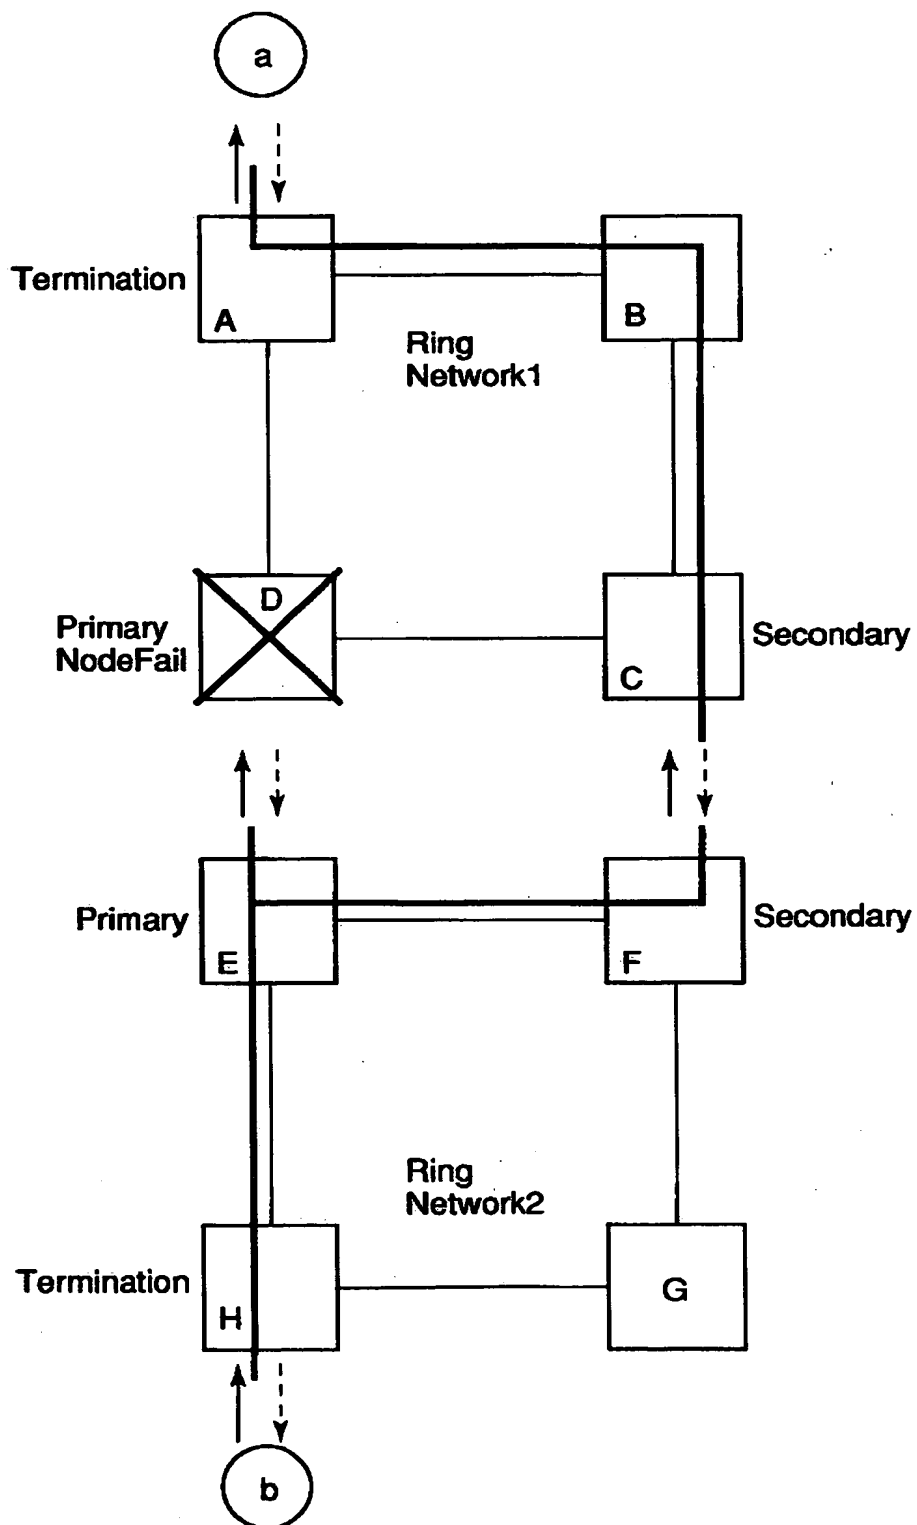 a
Termination
A
B
Ring
Network1
D
Primary
NodeFail
Secondary
C
Primary
Secondary
E
F
Ring
Network2
Termination
G
H
b